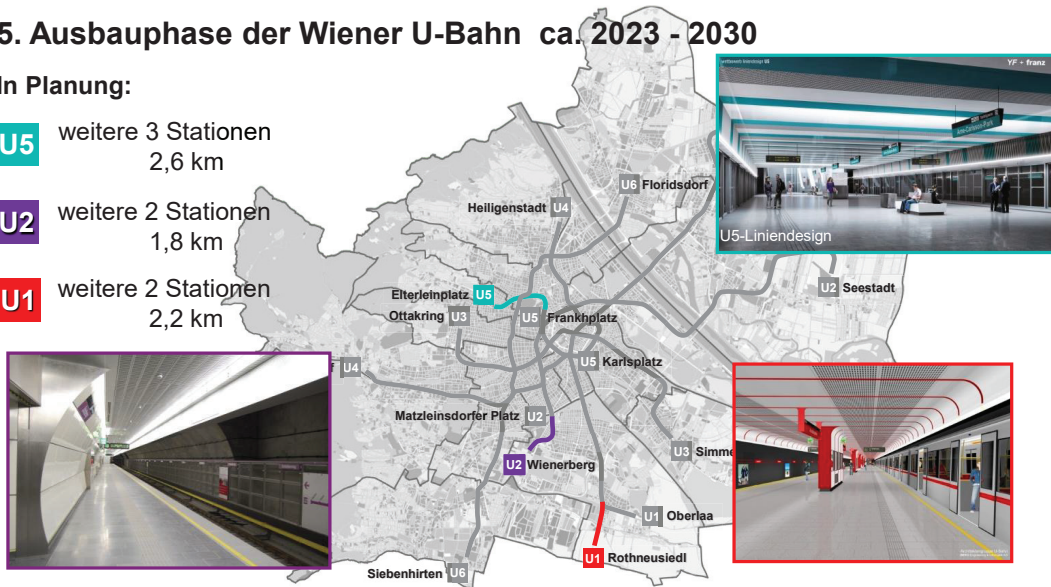 5. Ausbauphase der Wiener U-Bahn ca. 2023 - 2030
In Planung:
U5 weitere 3 Stationen
2,6 km
U2 weitere 2 Stationen
1,8 km
U1 weitere 2 Stationen
2,2 km
YF + franz
U5-Liniendesign
U6 Floridsdorf
Heiligenstadt U4
U2 Seestadt
Elterleinplatz U5
Ottakring U3
U5 Frankhplatz
U5 Karlsplatz
U4
Matzleinsdorfer Platz U2
U3 Simme
U2 Wienerberg
U1 Oberlaa
U1 Rothneusiedl
Siebenhirten U6